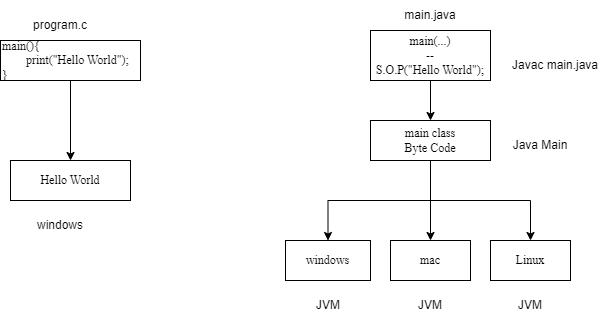 program.c
main(){
print("Hello World");
}
Hello World
windows
main.java
main(...)
--
S.O.P("Hello World");
Javac main.java
main class
Byte Code
Java Main
windows
mac
Linux
JVM
JVM
JVM